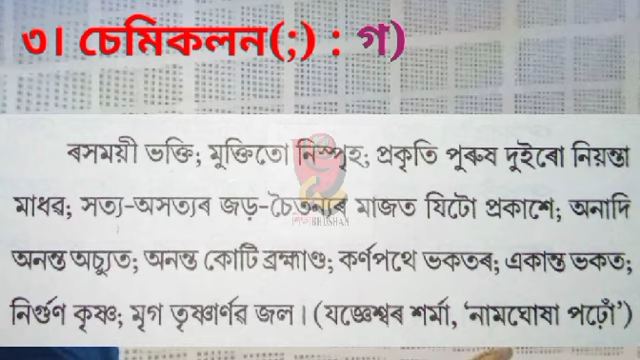 ৩। চেমিকলন(;) : গ)
ৰসময়ী ভক্তি; মুক্তিতো নিস্পৃহ; প্ৰকৃতি পুৰুষ দুইৰো নিয়ন্তা
মাধৱ; সত্য-অসত্যৰ জড়-চৈতন্যৰ মাজত যিটো প্ৰকাশে; অনাদি
অনন্ত অচ্যুত; অনন্ত কোটি ব্ৰহ্মাণ্ড; কৰ্ণপথে ভকতৰ; একান্ত ভকত;
নিৰ্গুণ কৃষ্ণ; মৃগ তৃষ্ণাৰ্ণৱ জল। (যজ্ঞেশ্বৰ শৰ্মা, ‘নামঘোষা পঢ়োঁ’)
BHUSHAN